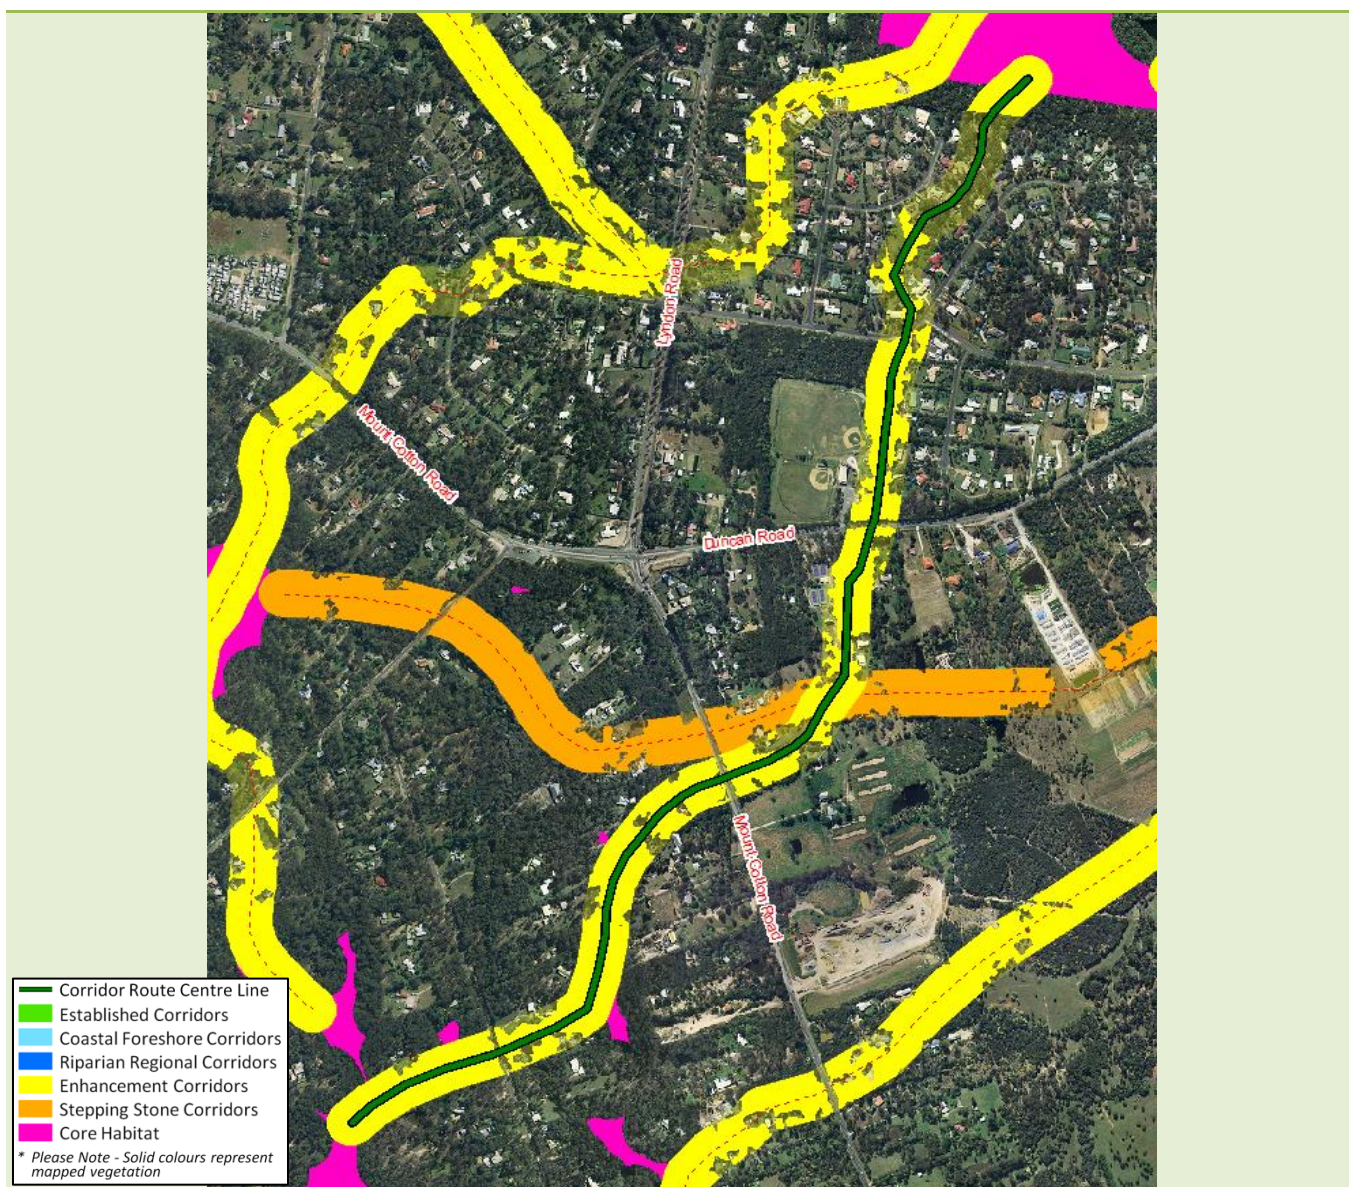 Lyndon Road
Mount Cotton Road
Duncan Road
Mount Cotton Road
Corridor Route Centre Line
Established Corridors
Coastal Foreshore Corridors
Riparian Regional Corridors
Enhancement Corridors
Stepping Stone Corridors
Core Habitat
* Please Note - Solid colours represent
mapped vegetation